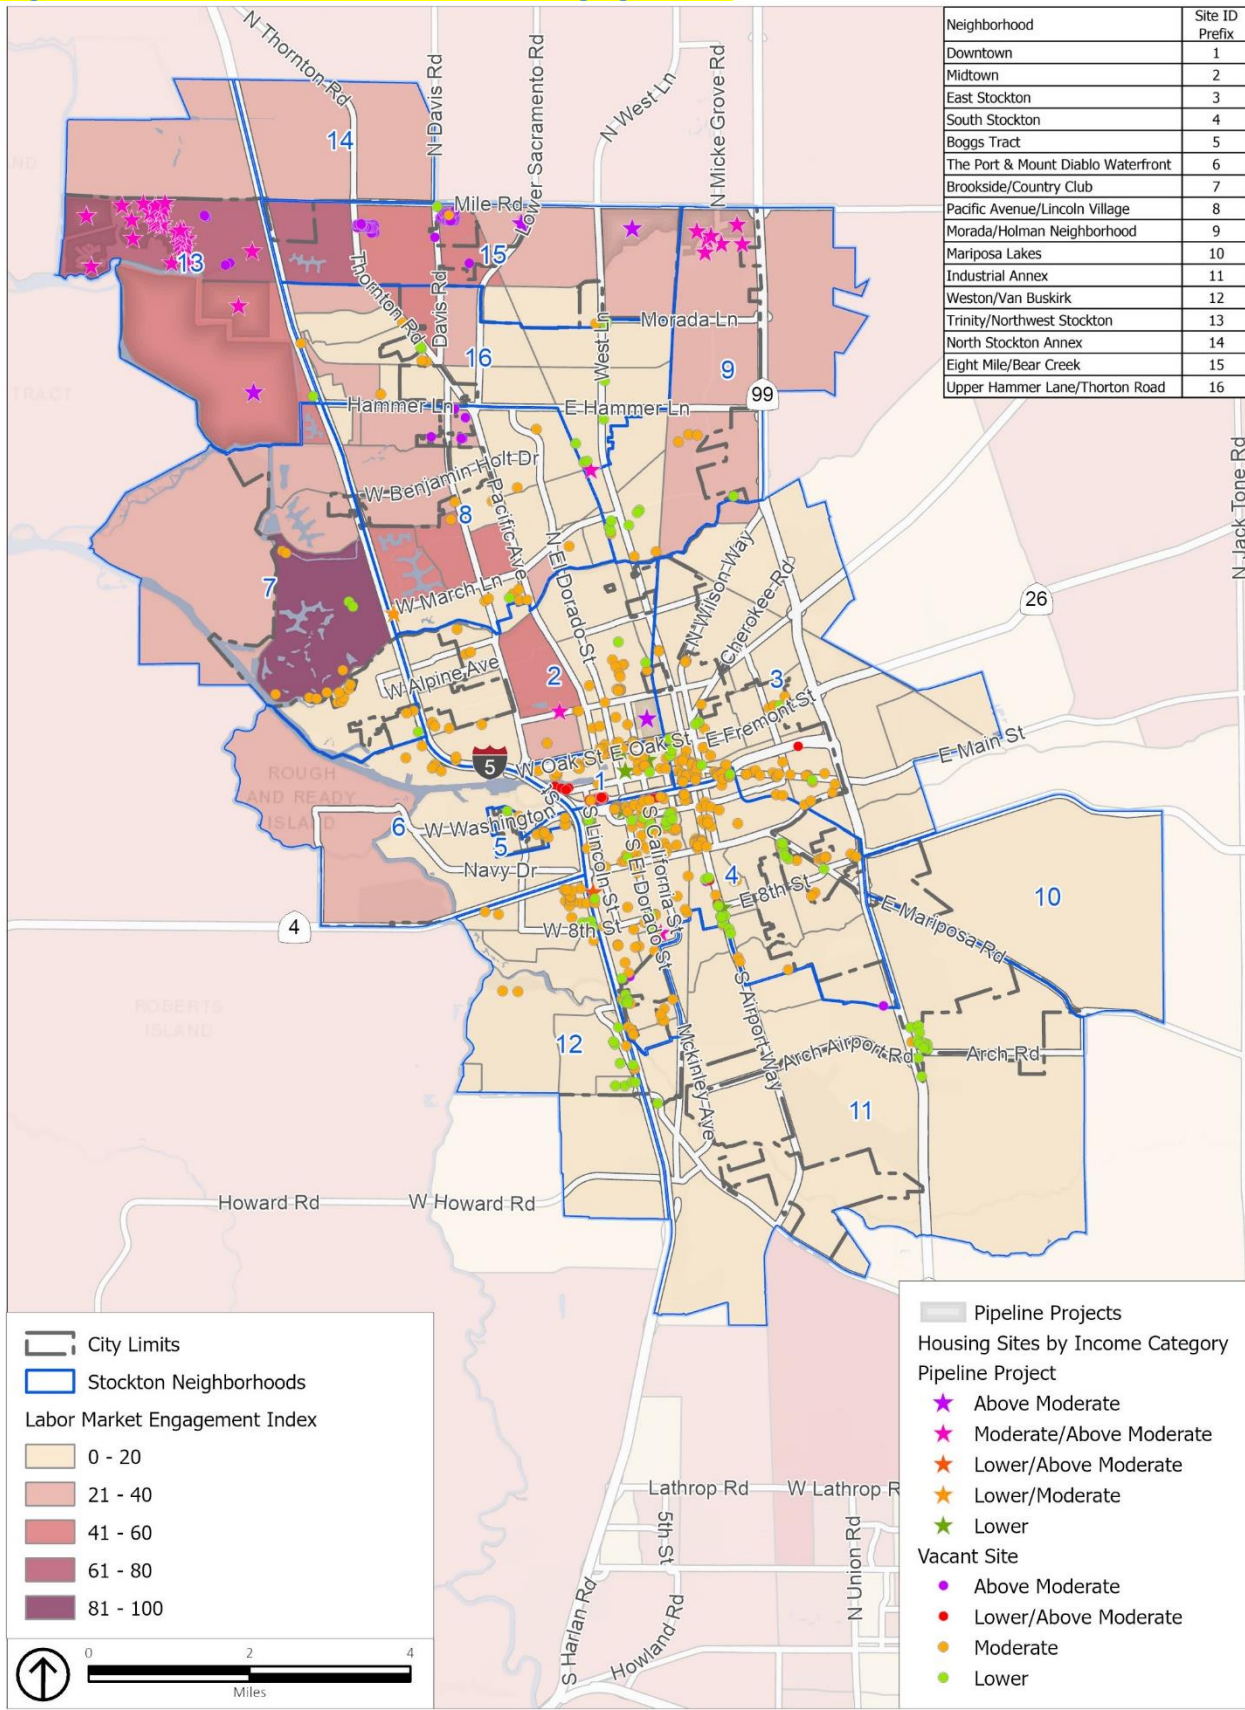 Neighborhood Site ID Prefix
Downtown 1
Midtown 2
East Stockton 3
South Stockton 4
Boggs Tract 5
The Port & Mount Diablo Waterfront 6
Brookside/Country Club 7
Pacific Avenue/Lincoln Village 8
Morada/Holman Neighborhood 9
Mariposa Lakes 10
Industrial Annex 11
Weston/Van Buskirk 12
Trinity/Northwest Stockton 13
North Stockton Annex 14
Eight Mile/Bear Creek 15
Upper Hammer Lane/Thorton Road 16
N Thornton Rd
N Davis Rd
Lower Sacramento Rd
N West Ln
N Micke Grove Rd
14
Mile Rd
13
15
Thornton Rd
Davis Rd
West Ln
Morada Ln
16
9
TRACT
Hammer Ln
E Hammer Ln
99
W Benjamin Holt Dr
8
Pacific Ave
N El Dorado St
N Jack Tone Rd
7
W March Ln
N Wilson Way
Cherokee Rd
26
W Alpine Ave
2
3
E Fremont St
W Oak St
E Oak St
E Main St
5
1
ROUGH
AND READY
ISLAND
6
W Washington
S
5
Navy Dr
S Lincoln St
S El Dorado St
S California St
4
E 8th St
10
4
W 8th St
E Mariposa Rd
ROBERTS
ISLAND
12
S Airport Way
Mckinley Ave
Arch Airport Rd
Arch Rd
11
Howard Rd
W Howard Rd
Lathrop Rd
W Lathrop R
5th St
N Union Rd
S Harlan Rd
Howland Rd
City Limits
Stockton Neighborhoods
Labor Market Engagement Index
0 - 20
21 - 40
41 - 60
61 - 80
81 - 100
0 2 4
Miles
Pipeline Projects
Housing Sites by Income Category
Pipeline Project
Above Moderate
Moderate/Above Moderate
Lower/Above Moderate
Lower/Moderate
Lower
Vacant Site
Above Moderate
Lower/Above Moderate
Moderate
Lower